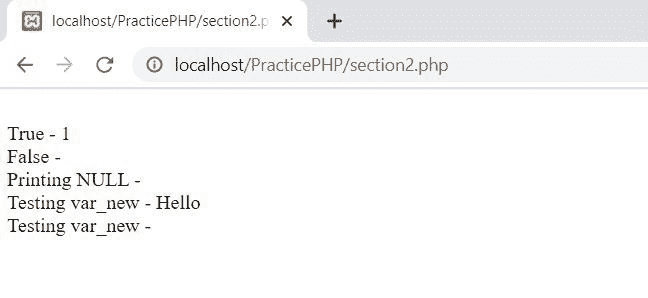 localhost/PracticePHP/section2.p
localhost/PracticePHP/section2.php
True - 1
False -
Printing NULL -
Testing var_new - Hello
Testing var_new -